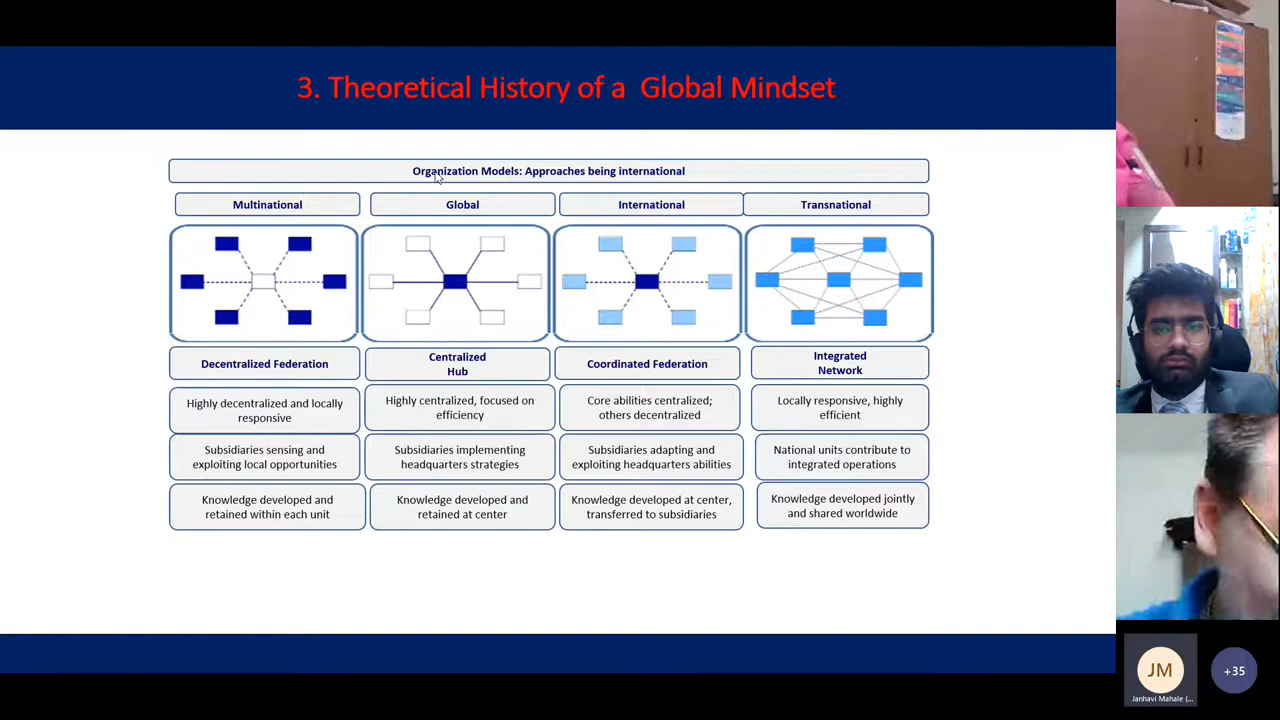 3. Theoretical History of a Global Mindset
Organization Models: Approaches being international
Multinational
Global
International
Transnational
Decentralized Federation
Centralized
Hub
Coordinated Federation
Integrated
Network
Highly decentralized and locally
responsive
Highly centralized, focused on
efficiency
Core abilities centralized;
others decentralized
Locally responsive, highly
efficient
Subsidiaries sensing and
exploiting local opportunities
Subsidiaries implementing
headquarters strategies
Subsidiaries adapting and
exploiting headquarters abilities
National units contribute to
integrated operations
Knowledge developed and
retained within each unit
Knowledge developed and
retained at center
Knowledge developed at center,
transferred to subsidiaries
Knowledge developed jointly
and shared worldwide
JM
Janhavi Mahale (...
+35